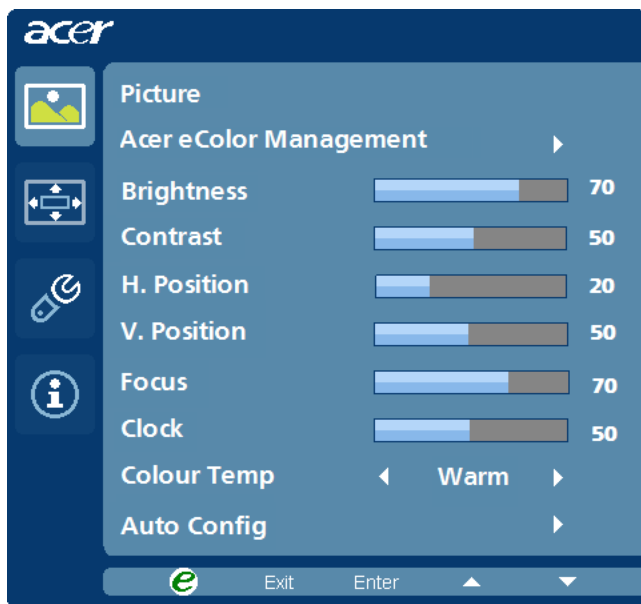 acer
Picture
Acer eColor Management
Brightness 70
Contrast 50
H. Position 20
V. Position 50
Focus 70
Clock 50
Colour Temp Warm
Auto Config
e Exit Enter